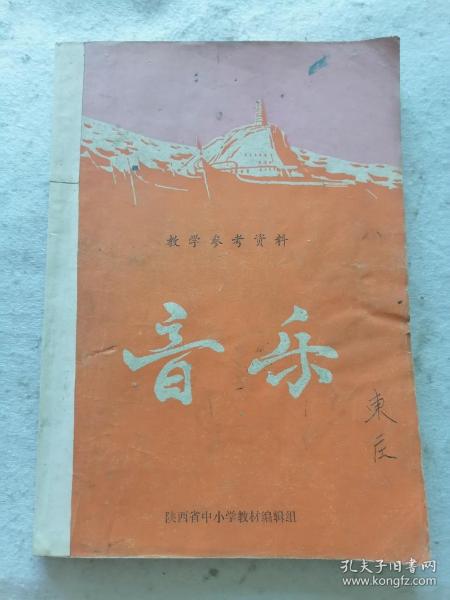 教学参考资料
音乐
東庄
陕西省中小学教材编辑组
孔夫子旧书网
www.kongfz.com